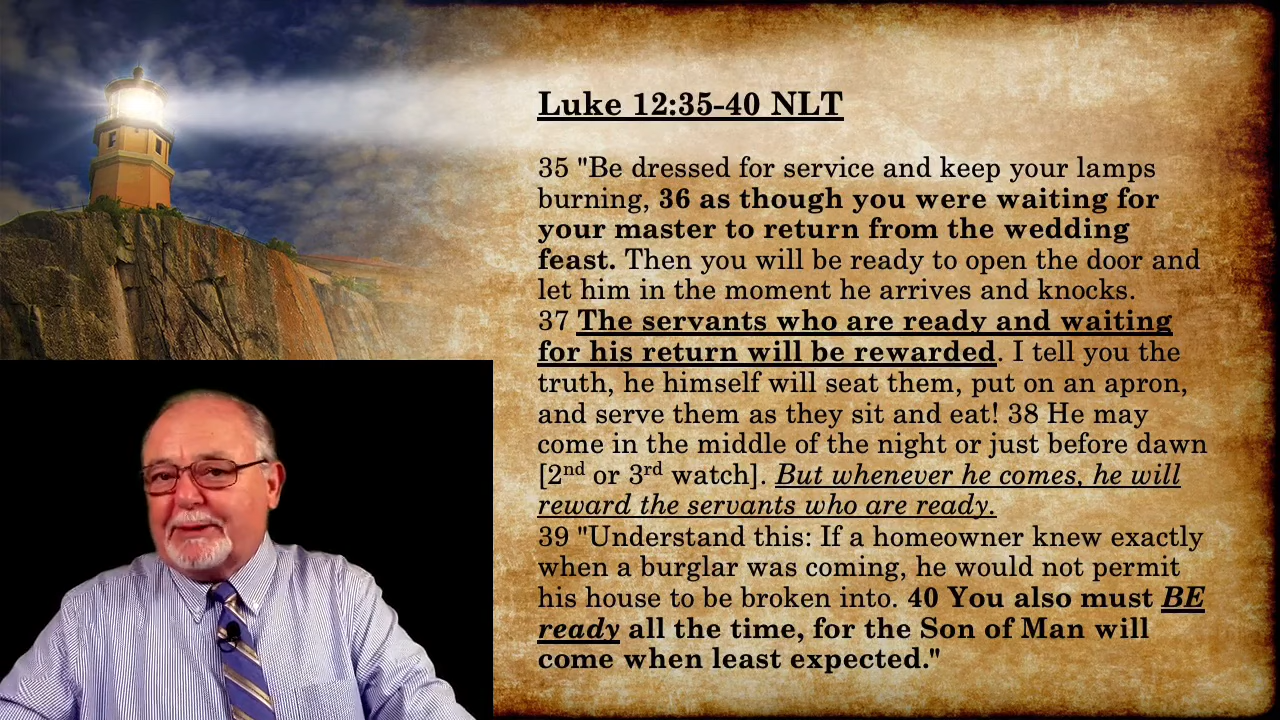 Luke 12:35-40 NLT
35 "Be dressed for service and keep your lamps
burning, 36 as though you were waiting for
your master to return from the wedding
feast. Then you will be ready to open the door and
let him in the moment he arrives and knocks.
37 The servants who are ready and waiting
for his return will be rewarded. I tell you the
truth, he himself will seat them, put on an apron,
and serve them as they sit and eat! 38 He may
come in the middle of the night or just before dawn
[2nd or 3rd watch]. But whenever he comes, he will
reward the servants who are ready.
39 "Understand this: If a homeowner knew exactly
when a burglar was coming, he would not permit
his house to be broken into. 40 You also must BE
ready all the time, for the Son of Man will
come when least expected."